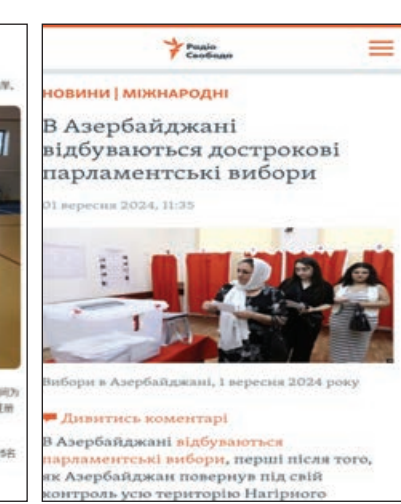 Радіо
Свобода
НОВИНИ | МІЖНАРОДНІ
В Азербайджані
відбуваються дострокові
парламентські вибори
01 вересня 2024, 11:35
Вибори в Азербайджані, 1 вересня 2024 року
Дивитись коментарі
В Азербайджані відбуваються
парламентські вибори, перші після того,
як Азербайджан повернув під свій
контроль усю територію Нагірного